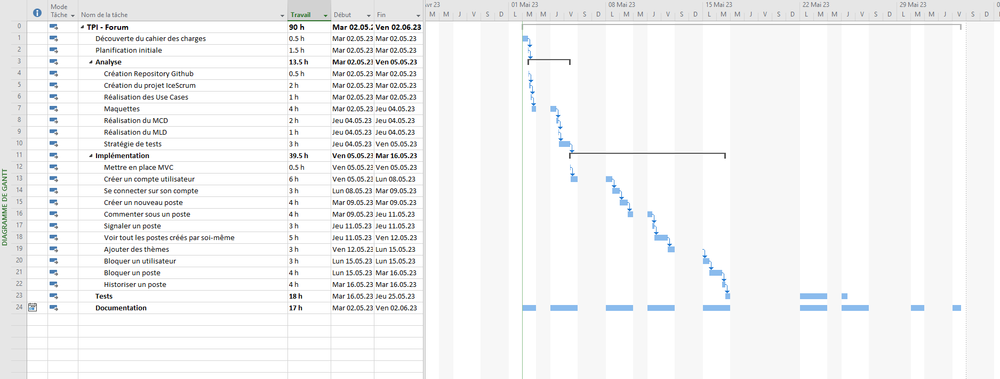 Mode Tâche Nom de la tâche Travail Début Fin
Avr 23 01 Mai 23 08 Mai 23 15 Mai 23 22 Mai 23 29 Mai 23
M M J V S D L M M J V S D L M M J V S D L M M J V S D L M M J V S D L M M J V S D L
0 TPI - Forum 90 h Mar 02.05.2 Ven 02.06.23
1 Découverte du cahier des charges 0.5 h Mar 02.05.23 Mar 02.05.23
2 Planification initiale 1.5 h Mar 02.05.23 Mar 02.05.23
3 Analyse 13.5 h Mar 02.05.23 Ven 05.05.23
4 Création Repository Github 0.5 h Mar 02.05.23 Mar 02.05.23
5 Création du projet IceScrum 2 h Mar 02.05.23 Mar 02.05.23
6 Réalisation des Use Cases 1 h Mar 02.05.23 Mar 02.05.23
7 Maquettes 4 h Mar 02.05.23 Jeu 04.05.23
8 Réalisation du MCD 2 h Jeu 04.05.23 Jeu 04.05.23
9 Réalisation du MLD 1 h Jeu 04.05.23 Jeu 04.05.23
10 Stratégie de tests 3 h Jeu 04.05.23 Ven 05.05.23
11 Implémentation 39.5 h Ven 05.05.23 Mar 16.05.23
12 Mettre en place MVC 0.5 h Ven 05.05.23 Ven 05.05.23
13 Créer un compte utilisateur 6 h Ven 05.05.23 Lun 08.05.23
14 Se connecter sur son compte 3 h Lun 08.05.23 Mar 09.05.23
15 Créer un nouveau poste 4 h Mar 09.05.23 Mar 09.05.23
16 Commenter sous un poste 4 h Mar 09.05.23 Jeu 11.05.23
17 Signaler un poste 3 h Jeu 11.05.23 Jeu 11.05.23
18 Voir tout les postes créés par soi-même 5 h Jeu 11.05.23 Ven 12.05.23
19 Ajouter des thèmes 3 h Ven 12.05.23 Lun 15.05.23
20 Bloquer un utilisateur 3 h Lun 15.05.23 Lun 15.05.23
21 Bloquer un poste 4 h Lun 15.05.23 Mar 16.05.23
22 Historiser un poste 4 h Mar 16.05.23 Mar 16.05.23
23 Tests 18 h Mar 16.05.23 Jeu 25.05.23
24 Documentation 17 h Mar 02.05.23 Ven 02.06.23
DIAGRAMME DE GANTT